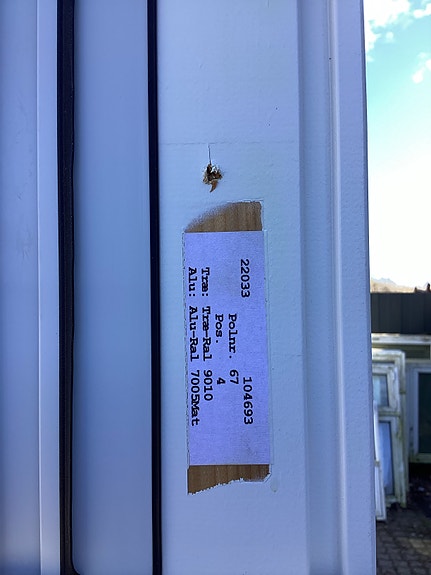 22033 104693
Polnr. 67
Pos. 4
Træ: Træ-Ral 9010
Alu: Alu-Ral 7005Mat